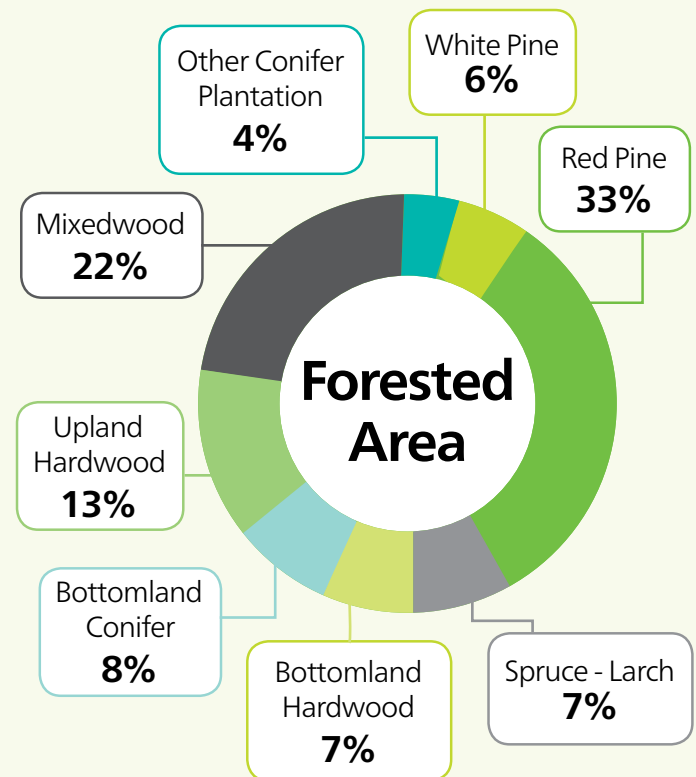 Other Conifer
Plantation
4%
White Pine
6%
Red Pine
33%
Mixedwood
22%
Forested
Area
Upland
Hardwood
13%
Bottomland
Conifer
8%
Bottomland
Hardwood
7%
Spruce - Larch
7%